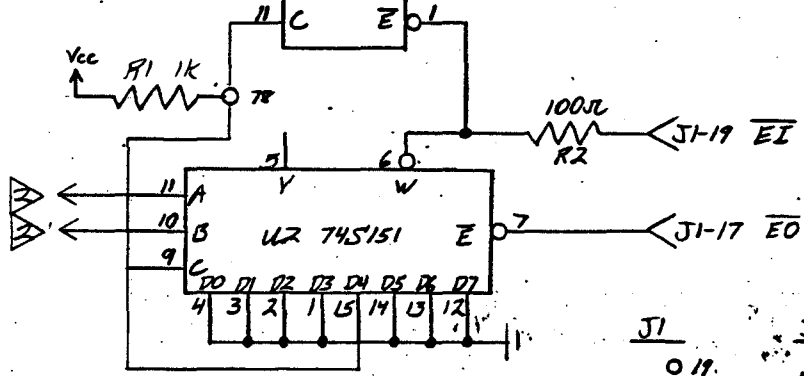 11 C E 1
Vcc
R1 1K
78
100Ω
R2
J1-19 EI
5 6
Y W
2 11 A
2 10 B U2 74S151 E 7 J1-17 EO
9 C
D0 D1 D2 D3 D4 D5 D6 D7
4 3 2 1 15 14 13 12
J1
19.